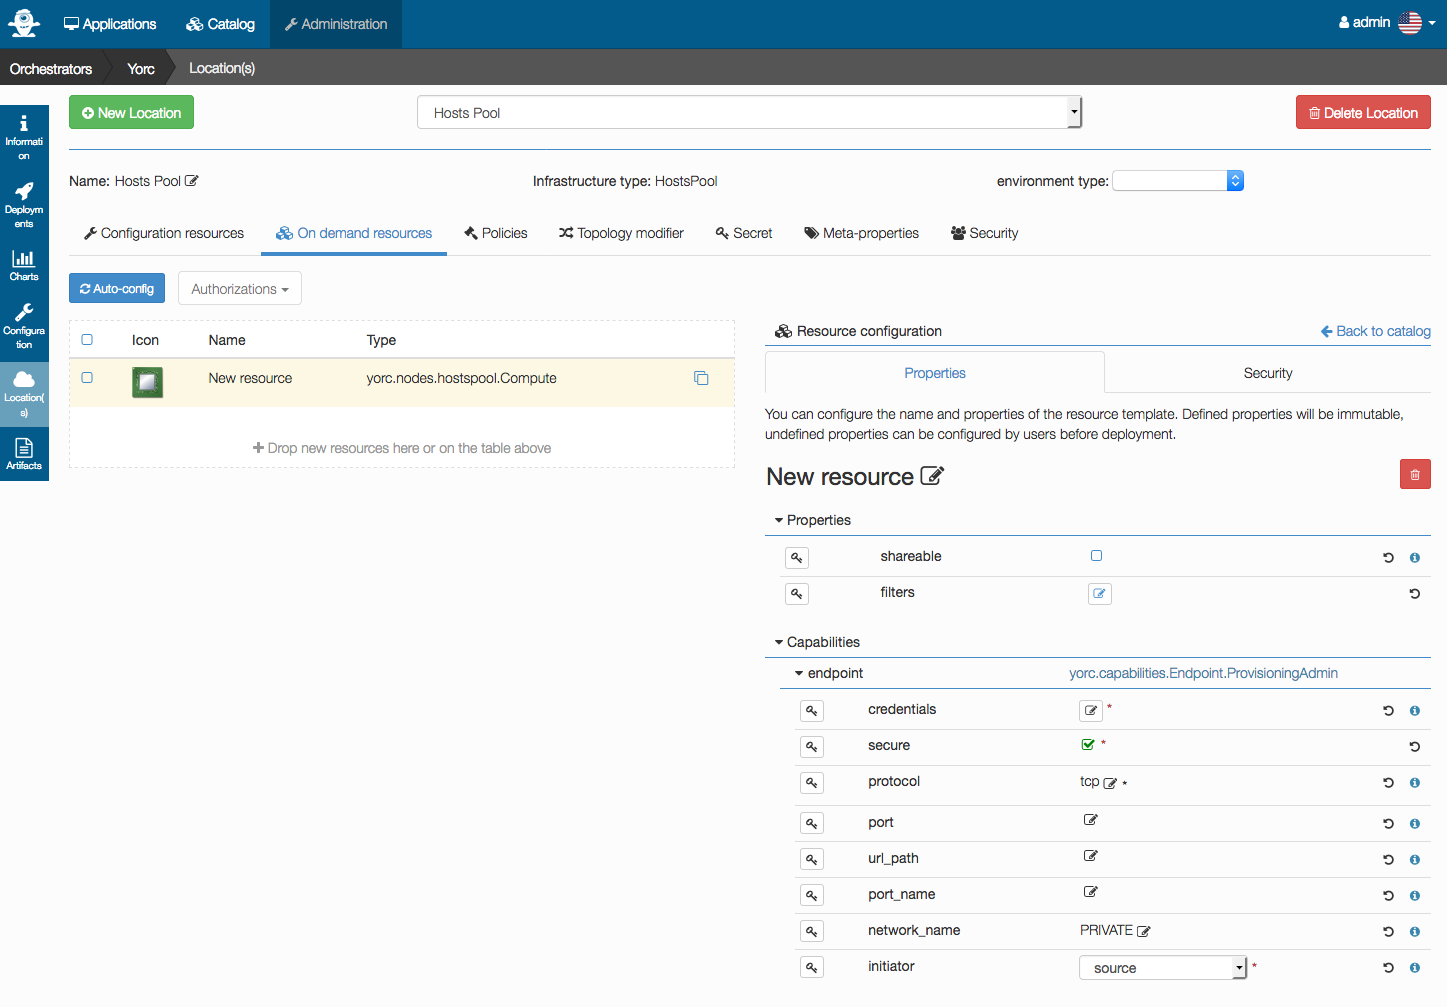 Applications Catalog Administration admin
Orchestrators Yorc Location(s)
New Location Hosts Pool Delete Location
Informati
on
Deploym
ents
Charts
Configura
tion
Location(
s)
Artifacts
Name: Hosts Pool Infrastructure type: HostsPool environment type:
Configuration resources On demand resources Policies Topology modifier Secret Meta-properties Security
Auto-config Authorizations
Icon Name Type
New resource yorc.nodes.hostspool.Compute
+ Drop new resources here or on the table above
Resource configuration Back to catalog
Properties Security
You can configure the name and properties of the resource template. Defined properties will be immutable,
undefined properties can be configured by users before deployment.
New resource
Properties
shareable
filters
Capabilities
endpoint yorc.capabilities.Endpoint.ProvisioningAdmin
credentials *
secure *
protocol tcp *
port
url_path
port_name
network_name PRIVATE
initiator source *